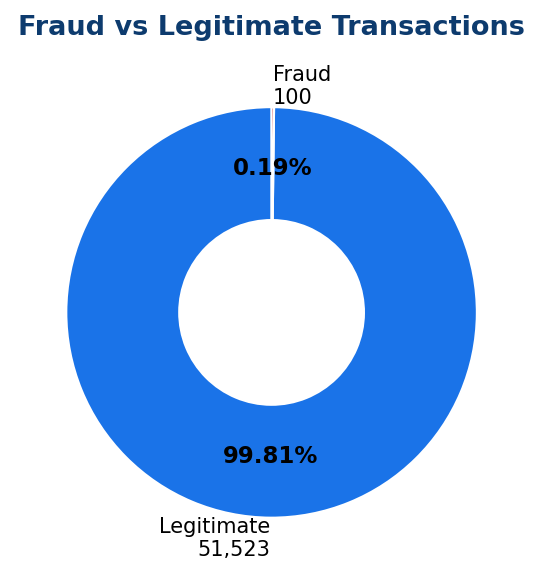 Fraud vs Legitimate Transactions
Fraud
100
0.19%
99.81%
Legitimate
51,523